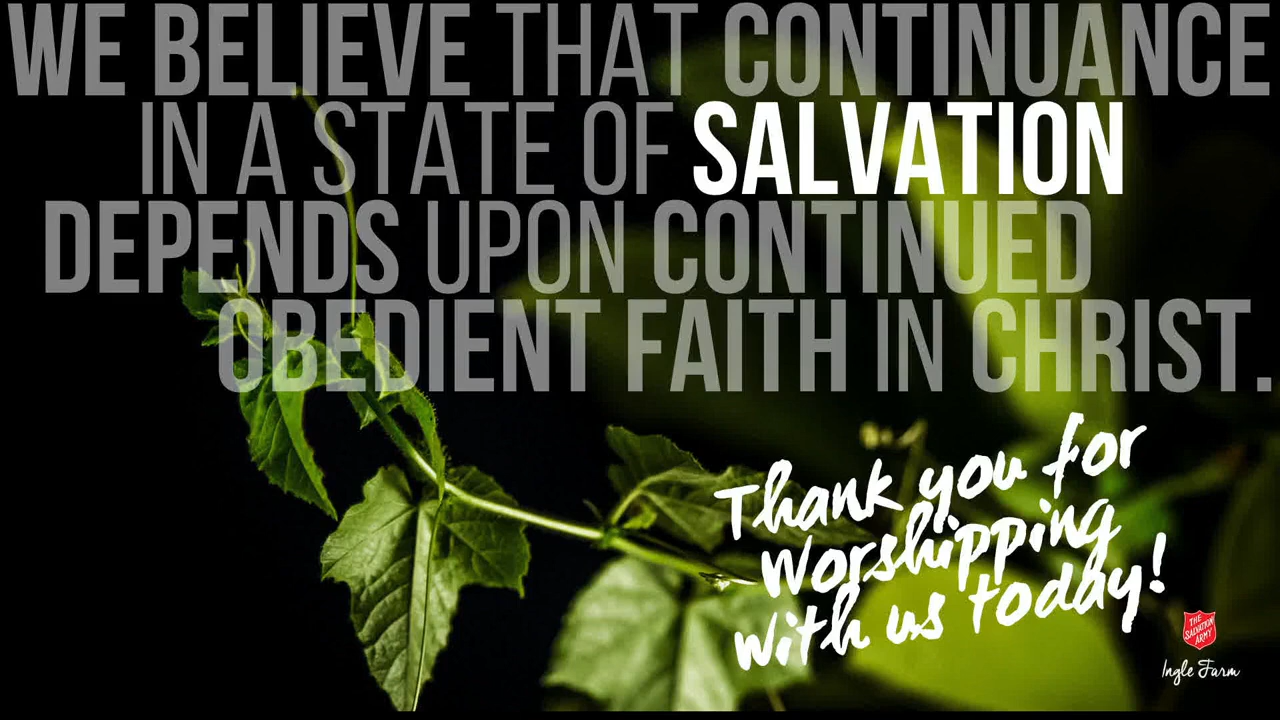 WE BELIEVE THAT CONTINUANCE
IN A STATE OF SALVATION
DEPENDS UPON CONTINUED
OBEDIENT FAITH IN CHRIST.
Thank you for
Worshipping
with us today!
THE
SALVATION
ARMY
Ingle Farm